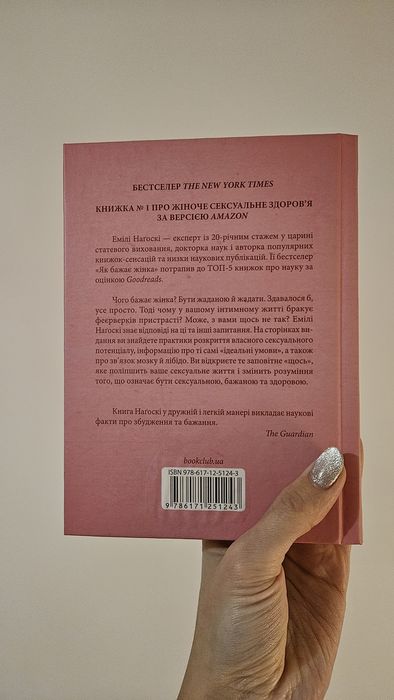 БЕСТСЕЛЕР THE NEW YORK TIMES
КНИЖКА № 1 ПРО ЖІНОЧЕ СЕКСУАЛЬНЕ ЗДОРОВ'Я
ЗА ВЕРСІЄЮ AMAZON
Емілі Наґоскі — експерт із 20-річним стажем у царині
статевого виховання, докторка наук і авторка популярних
книжок-сенсацій та низки наукових публікацій. Її бестселер
«Як бажає жінка» потрапив до ТОП-5 книжок про науку за
оцінкою Goodreads.
Чого бажає жінка? Бути жаданою й жадати. Здавалося б,
усе просто. Тоді чому у вашому інтимному житті бракує
феєрверків пристрасті? Може, з вами щось не так? Емілі
Наґоскі знає відповіді на ці та інші запитання. На сторінках ви-
дання ви знайдете практики розкриття власного сексуального
потенціалу, інформацію про ті самі «ідеальні умови», а також
про зв'язок мозку й лібідо. Ви відкриєте те заповітне «щось»,
яке поліпшить ваше сексуальне життя і змінить розуміння
того, що означає бути сексуальною, бажаною та здоровою.
Книга Наґоскі у дружній і легкій манері викладає наукові
факти про збудження та бажання.
The Guardian
bookclub.ua
ISBN 978-617-12-5124-3
9 786171 251243